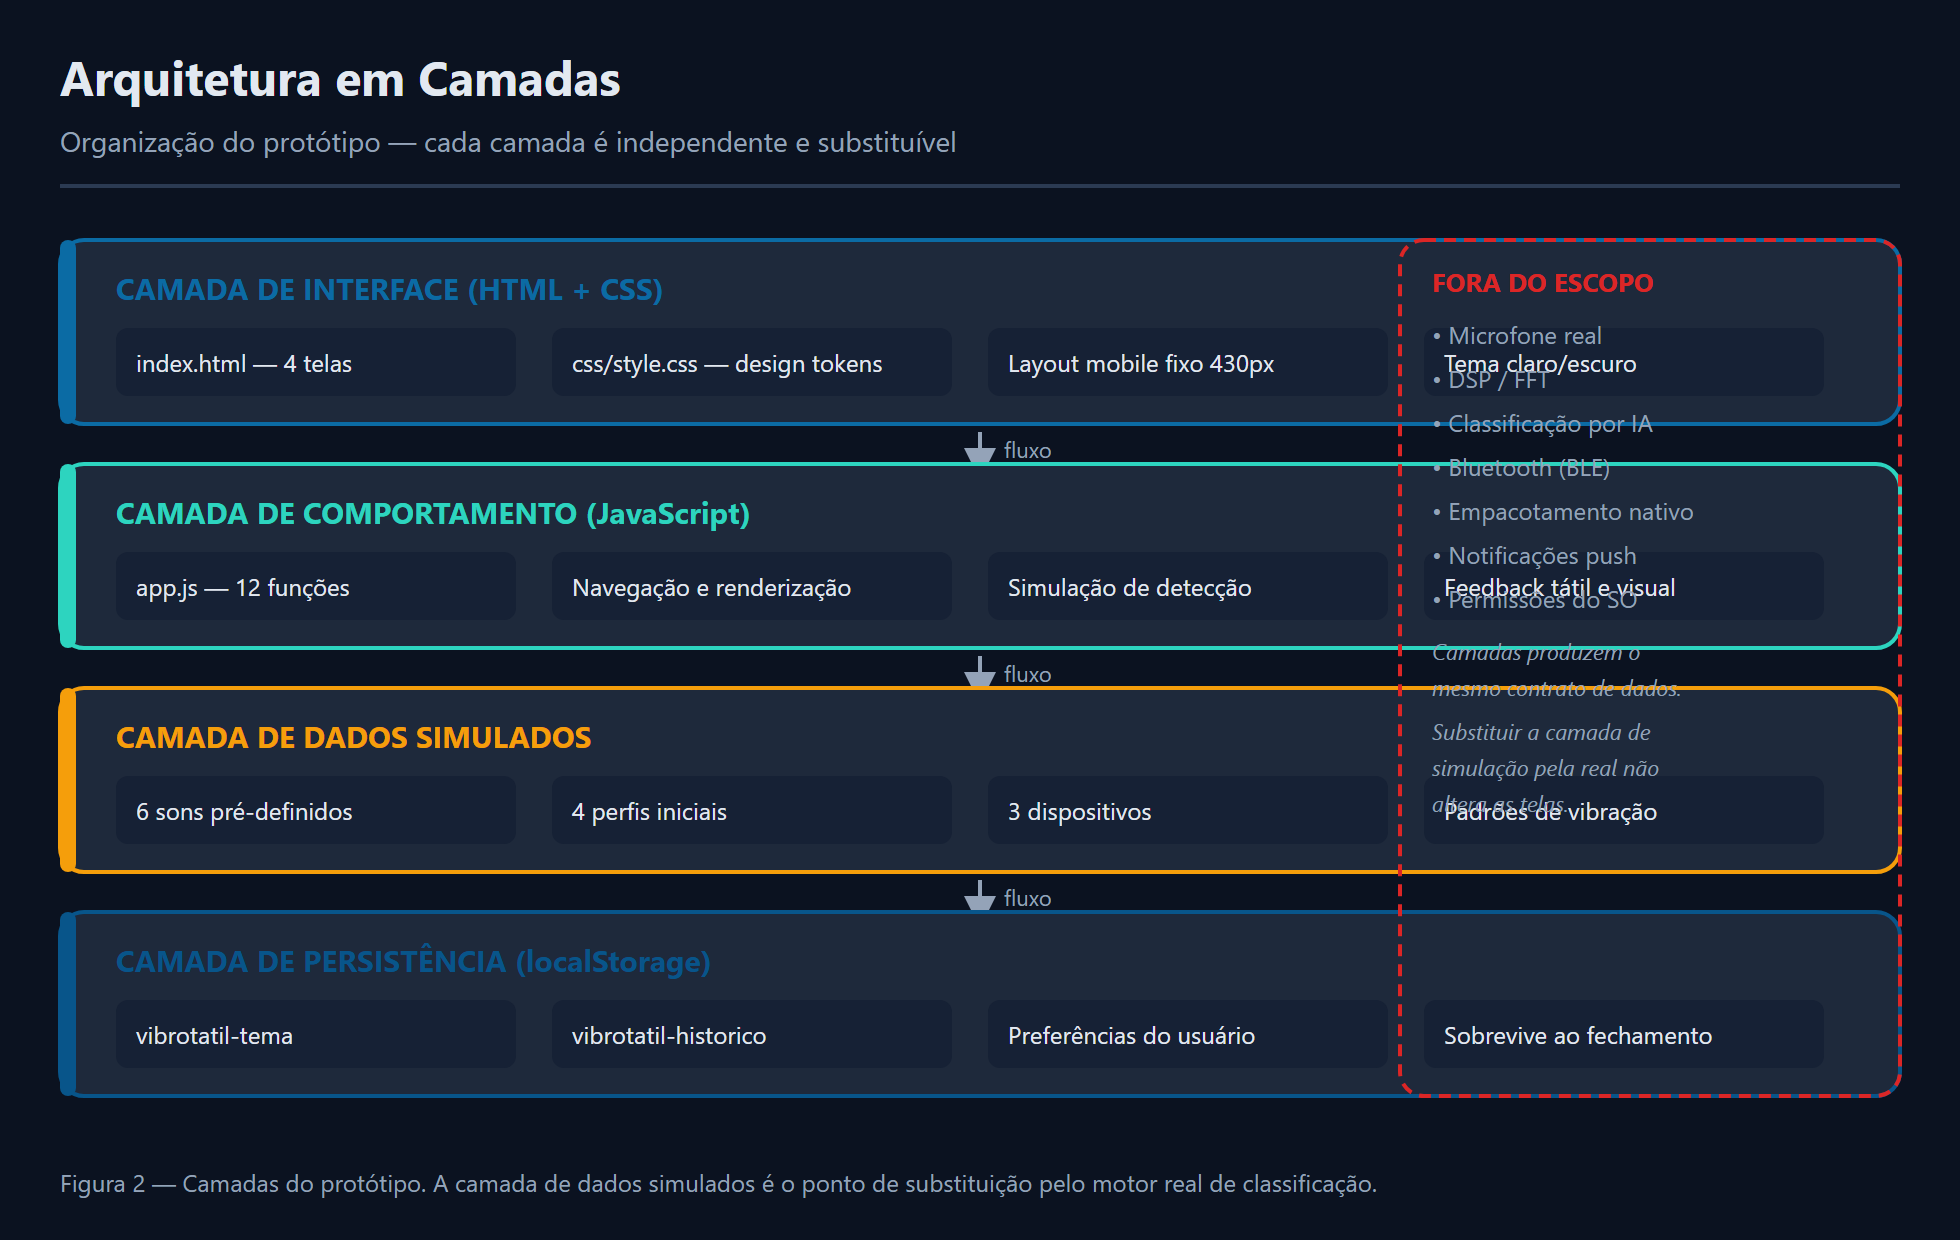 Arquitetura em Camadas
Organização do protótipo — cada camada é independente e substituível
CAMADA DE INTERFACE (HTML + CSS)
index.html — 4 telas
css/style.css — design tokens
Layout mobile fixo 430px
Tema claro/escuro
fluxo
CAMADA DE COMPORTAMENTO (JavaScript)
app.js — 12 funções
Navegação e renderização
Simulação de detecção
Feedback tátil e visual
fluxo
CAMADA DE DADOS SIMULADOS
6 sons pré-definidos
4 perfis iniciais
3 dispositivos
Padrões de vibração
fluxo
CAMADA DE PERSISTÊNCIA (localStorage)
vibrotatil-tema
vibrotatil-historico
Preferências do usuário
Sobrevive ao fechamento
FORA DO ESCOPO
• Microfone real
• DSP / FFT
• Classificação por IA
• Bluetooth (BLE)
• Empacotamento nativo
• Notificações push
• Permissões do SO
Camadas produzem o
mesmo contrato de dados.
Substituir a camada de
simulação pela real não
altera as telas.
Figura 2 — Camadas do protótipo. A camada de dados simulados é o ponto de substituição pelo motor real de classificação.